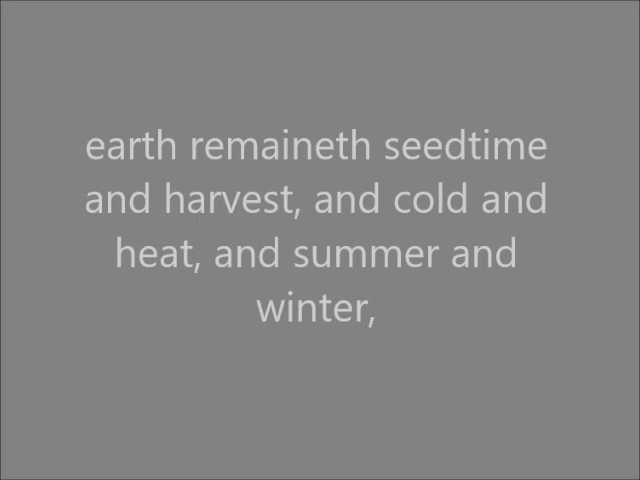 earth remaineth seedtime
and harvest, and cold and
heat, and summer and
winter,